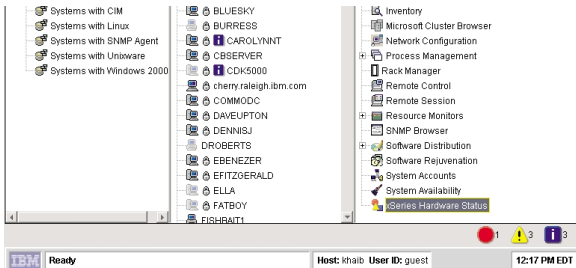 Systems with CIM
Systems with Linux
Systems with SNMP Agent
Systems with Unixware
Systems with Windows 2000
BLUESKY
BURRESS
CAROLYNNT
CBSERVER
CDK5000
cherry.raleigh.ibm.com
COMMODC
DAVEUPTON
DENNISJ
DROBERTS
EBENEZER
EFITZGERALD
ELLA
FATBOY
FISHBAIT1
Inventory
Microsoft Cluster Browser
Network Configuration
Process Management
Rack Manager
Remote Control
Remote Session
Resource Monitors
SNMP Browser
Software Distribution
Software Rejuvenation
System Accounts
System Availability
xSeries Hardware Status
1 3 3
IBM Ready Host: khaib User ID: guest 12:17 PM EDT